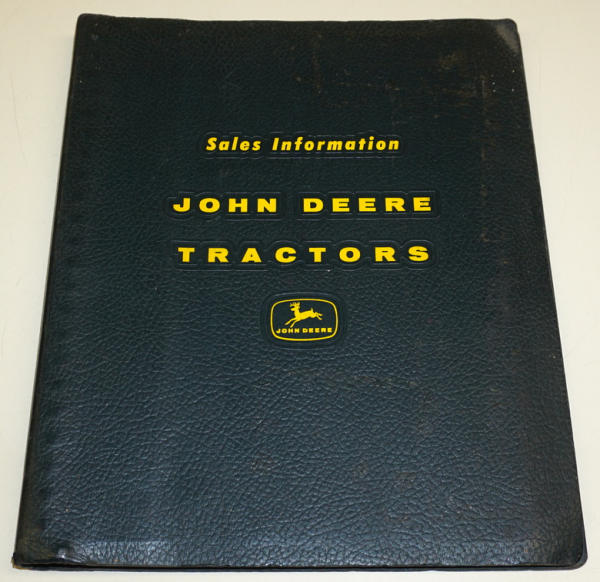 Sales Information
JOHN DEERE
TRACTORS
JOHN DEERE